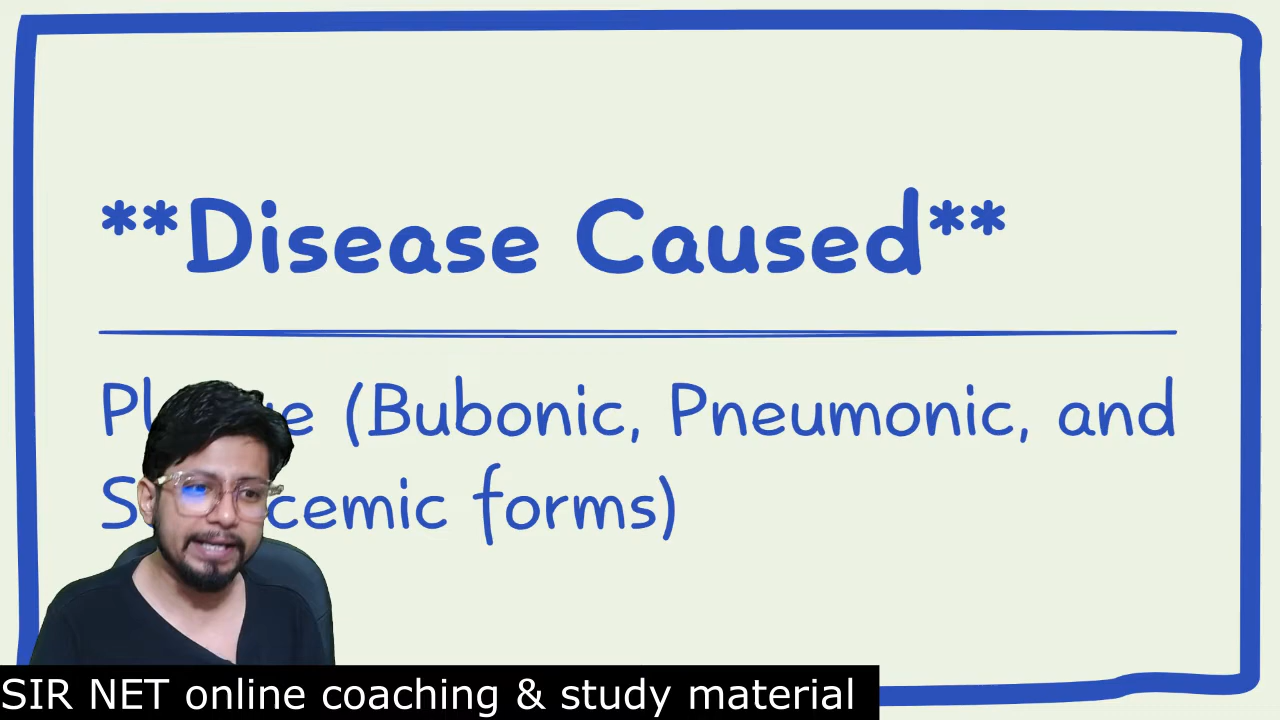 **Disease Caused**
(Bubonic, Pneumonic, and
forms)
SIR NET online coaching & study material